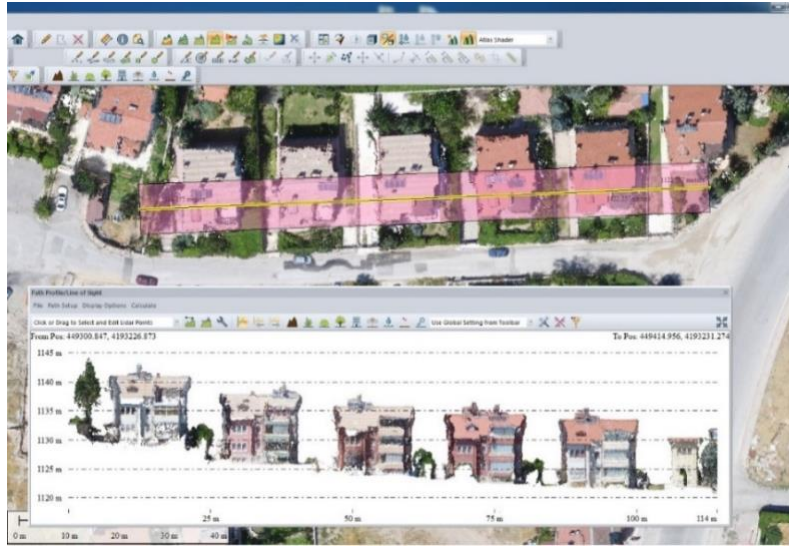 Atlas Shader
Path Profile/Line of Sight
File Path Setup Display Options Calculate
Click or Drag to Select and Edit Lidar Points
Use Global Setting from Toolbar
From Pos: 449300.847, 4193226.873
To Pos: 449414.956, 4193231.274
1145 m
1140 m
1135 m
1130 m
1125 m
1120 m
25 m
50 m
75 m
100 m
114 m
0 m
10 m
20 m
30 m
40 m